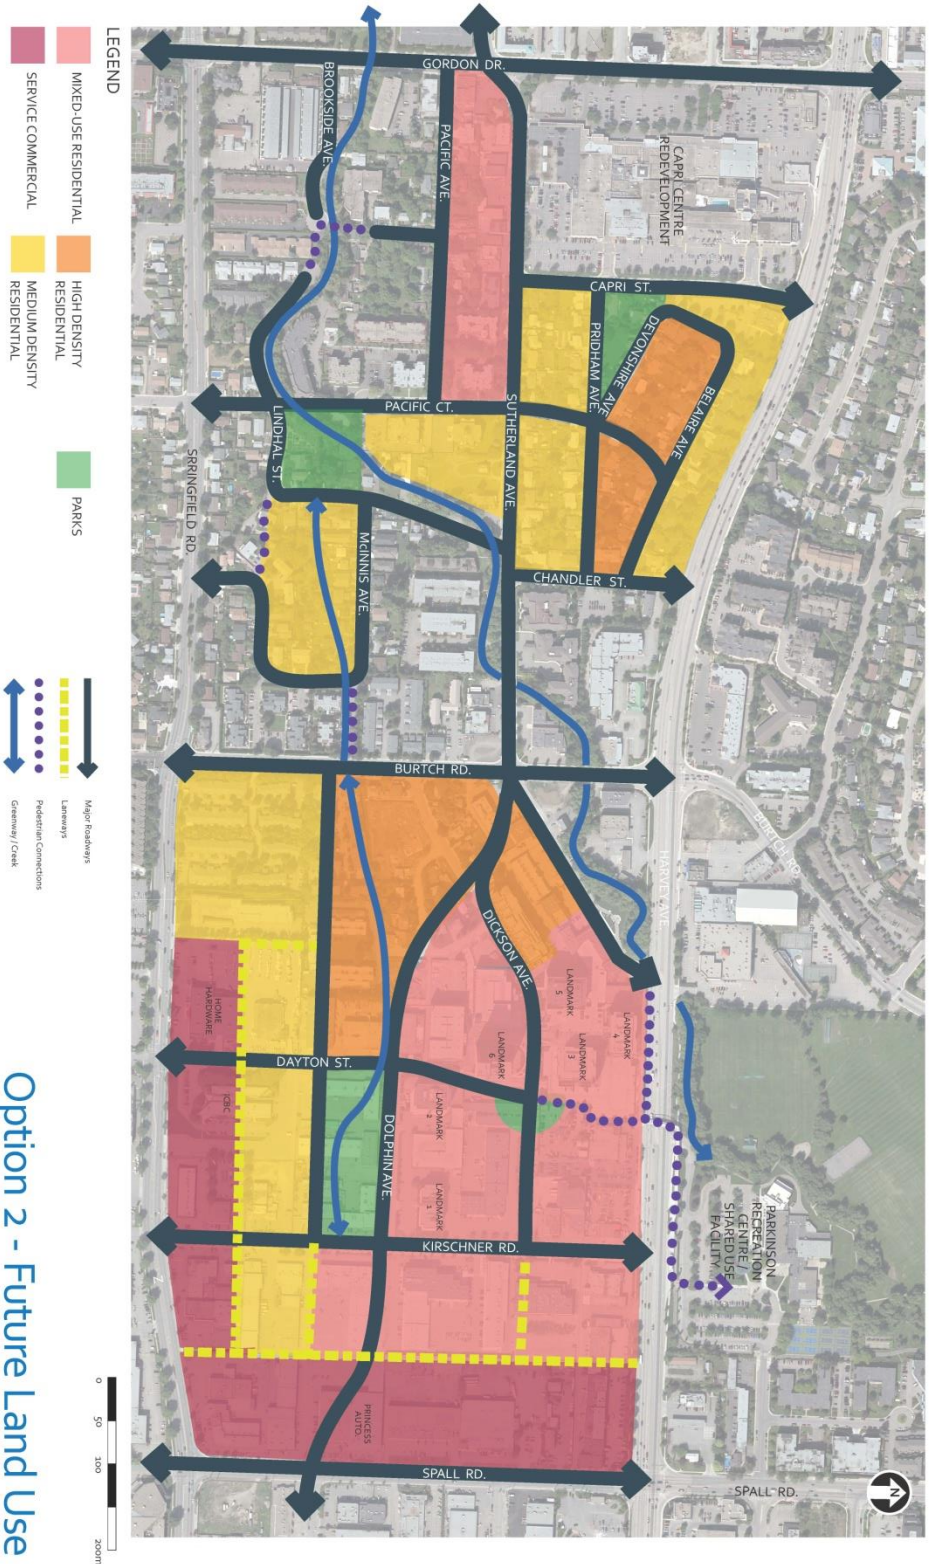 GORDON DR.
BROOKSIDE AVE.
PACIFIC AVE.
CAPRI CENTRE
REDEVELOPMENT
CAPRI ST.
PRIDHAM AVE.
DEVONSHIRE AVE.
BELAIRE AVE
PACIFIC CT.
SUTHERLAND AVE.
LINDHAL ST.
SRRINGFIELD RD.
McINNIS AVE.
CHANDLER ST.
BURTCH RD.
BURTCH RD.
HARVEY AVE.
DICKSON AVE.
LANDMARK
5
LANDMARK
4
LANDMARK
3
LANDMARK
6
LANDMARK
2
LANDMARK
1
HOME
HARDWARE
ICBC
DAYTON ST.
DOLPHIN AVE.
KIRSCHNER RD.
PARKINSON
RECREATION
CENTRE /
SHARED USE
FACILITY
PRINCESS
AUTO
SPALL RD.
SPALL RD.
N
LEGEND
MIXED-USE RESIDENTIAL
SERVICE COMMERCIAL
HIGH DENSITY
RESIDENTIAL
MEDIUM DENSITY
RESIDENTIAL
PARKS
Major Roadways
Laneways
Pedestrian Connections
Greenway / Creek
0 50 100 200m
Option 2 - Future Land Use